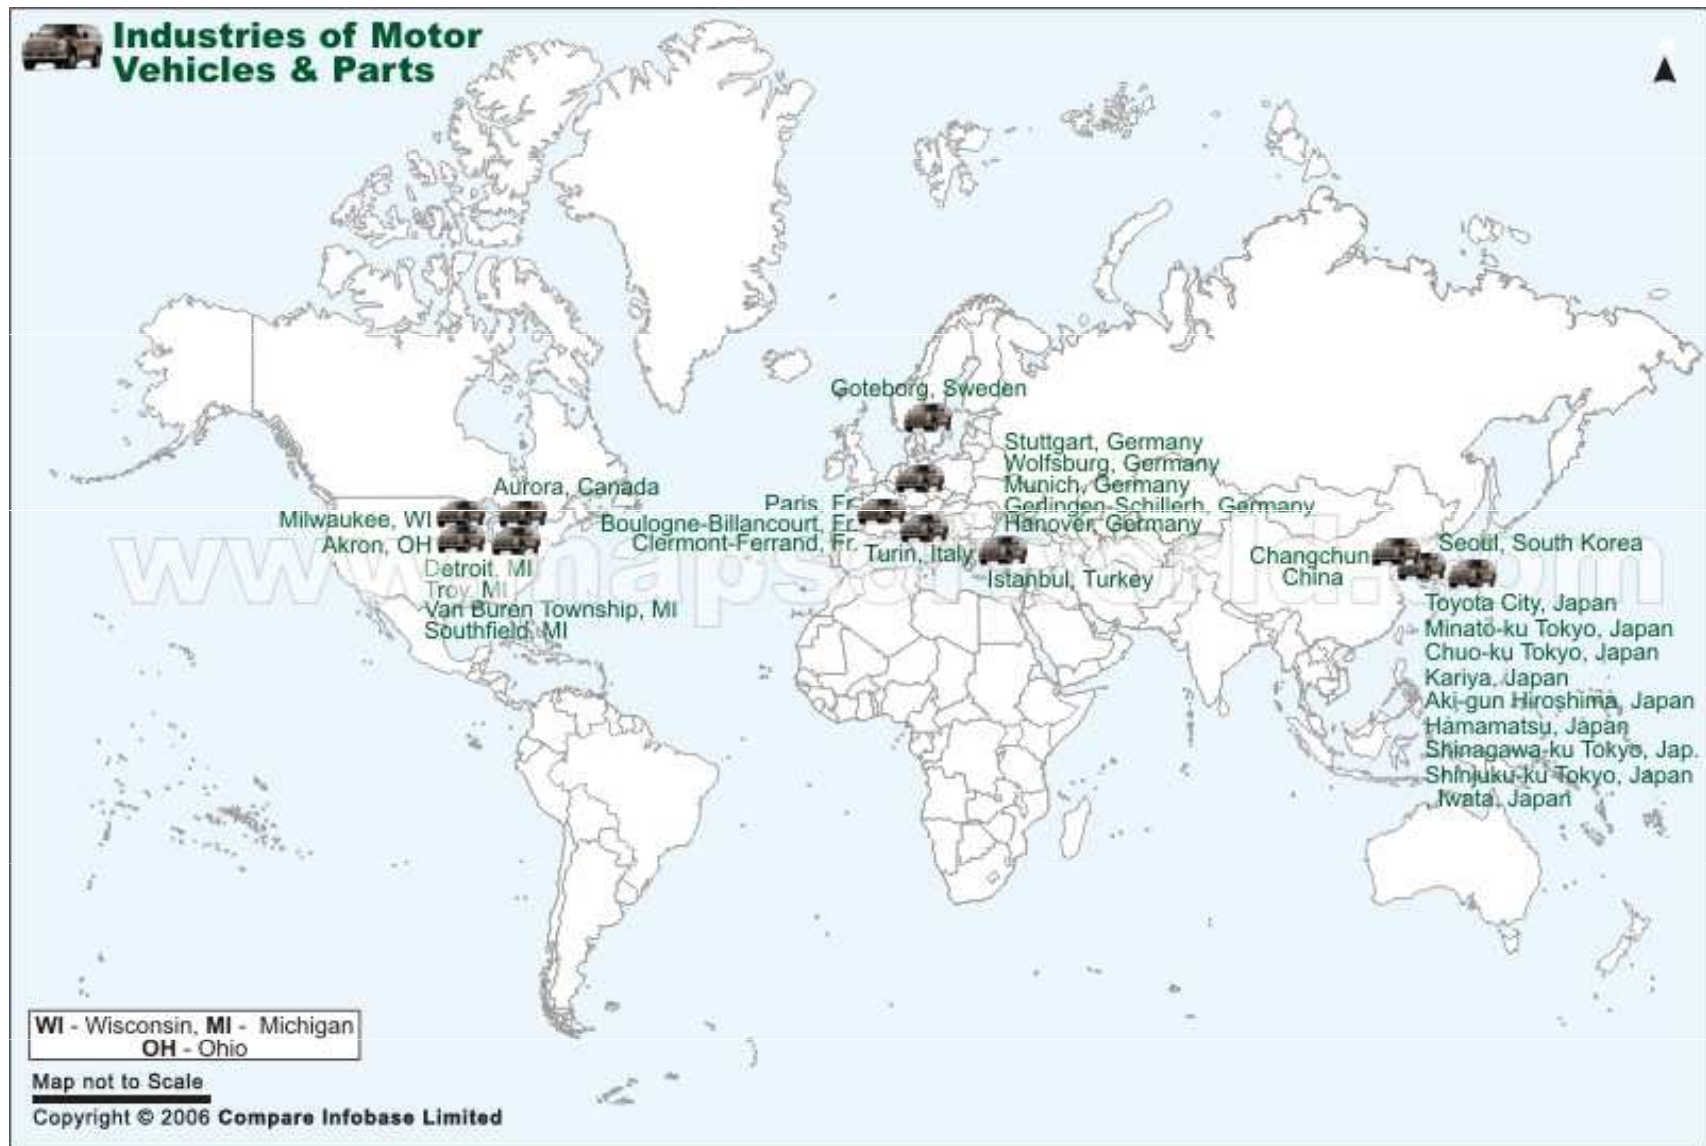 Industries of Motor
Vehicles & Parts
Goteborg, Sweden
Stuttgart, Germany
Wolfsburg, Germany
Munich, Germany
Gerlingen-Schillerh, Germany
Hanover, Germany
Aurora, Canada
Paris, Fr.
Boulogne-Billancourt, Fr.
Clermont-Ferrand, Fr.
Milwaukee, WI
Akron, OH
Turin, Italy
Istanbul, Turkey
Changchun
China
Seoul, South Korea
Detroit, MI
Troy, MI
Van Buren Township, MI
Southfield, MI
Toyota City, Japan
Minato-ku Tokyo, Japan
Chuo-ku Tokyo, Japan
Kariya, Japan
Aki-gun Hiroshima, Japan
Hamamatsu, Japan
Shinagawa-ku Tokyo, Jap.
Shinjuku-ku Tokyo, Japan
Iwata, Japan
www.mapsofworld.com
WI - Wisconsin, MI - Michigan
OH - Ohio
Map not to Scale
Copyright © 2006 Compare Infobase Limited